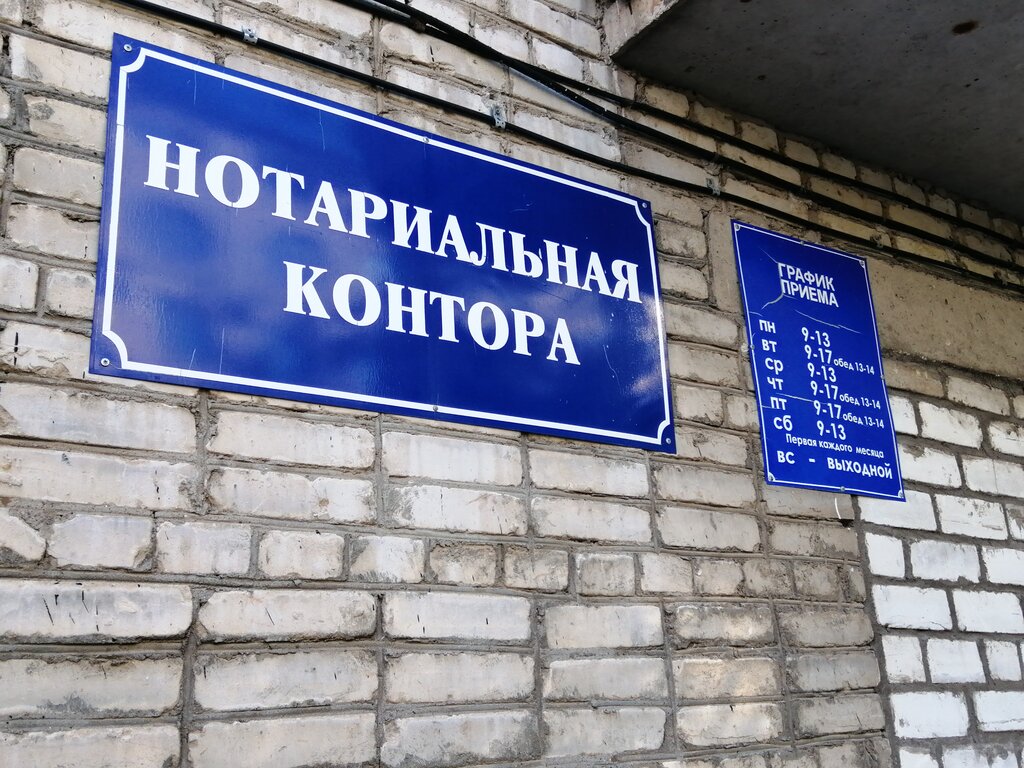 НОТАРИАЛЬНАЯ
КОНТОРА
ГРАФИК
ПРИЕМА
ПН 9-13
ВТ 9-17 обед 13-14
СР 9-13
ЧТ 9-17 обед 13-14
ПТ 9-17 обед 13-14
СБ 9-13
Первая каждого месяца
ВС - ВЫХОДНОЙ